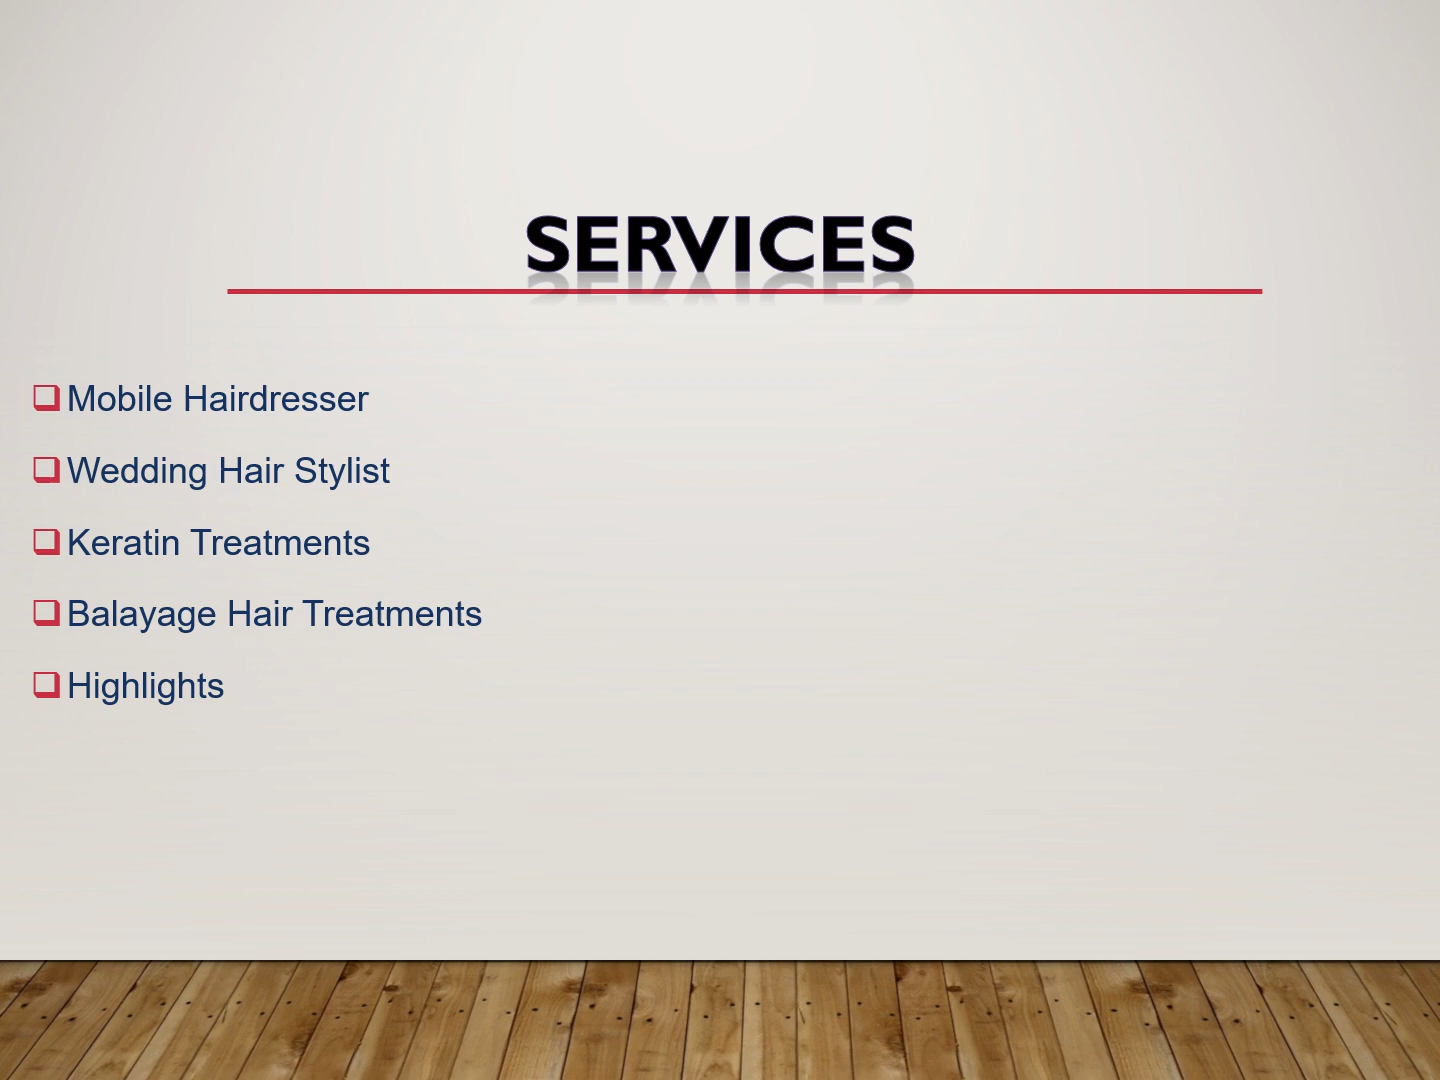 SERVICES
Mobile Hairdresser
Wedding Hair Stylist
Keratin Treatments
Balayage Hair Treatments
Highlights